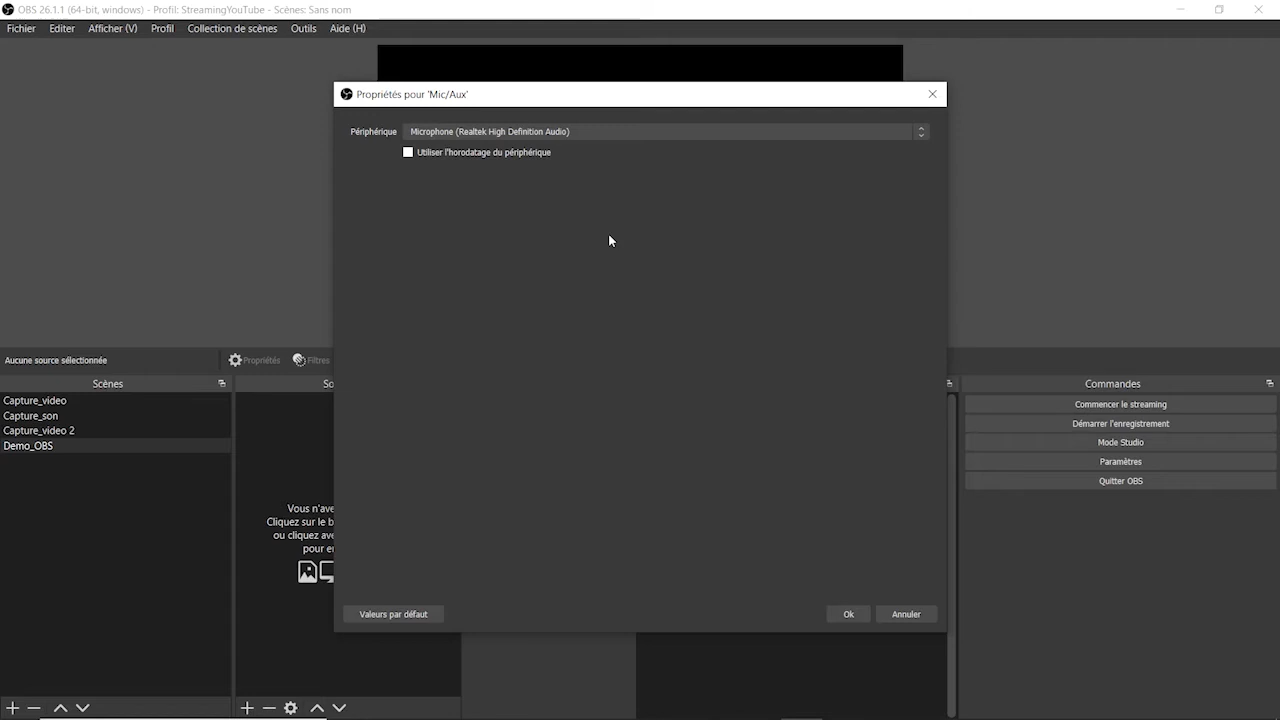 OBS 26.1.1 (64-bit, windows) - Profil: StreamingYouTube - Scènes: Sans nom
Fichier Editer Afficher (V) Profil Collection de scènes Outils Aide (H)
Propriétés pour 'Mic/Aux'
Périphérique Microphone (Realtek High Definition Audio)
Utiliser l'horodatage du périphérique
Aucune source sélectionnée Propriétés Filtres
Scènes So Commandes
Capture_video
Capture_son
Capture_video 2
Demo_OBS
Vous n'ave
Cliquez sur le b
ou cliquez ave
pour e
Commencer le streaming
Démarrer l'enregistrement
Mode Studio
Paramètres
Quitter OBS
Valeurs par défaut Ok Annuler